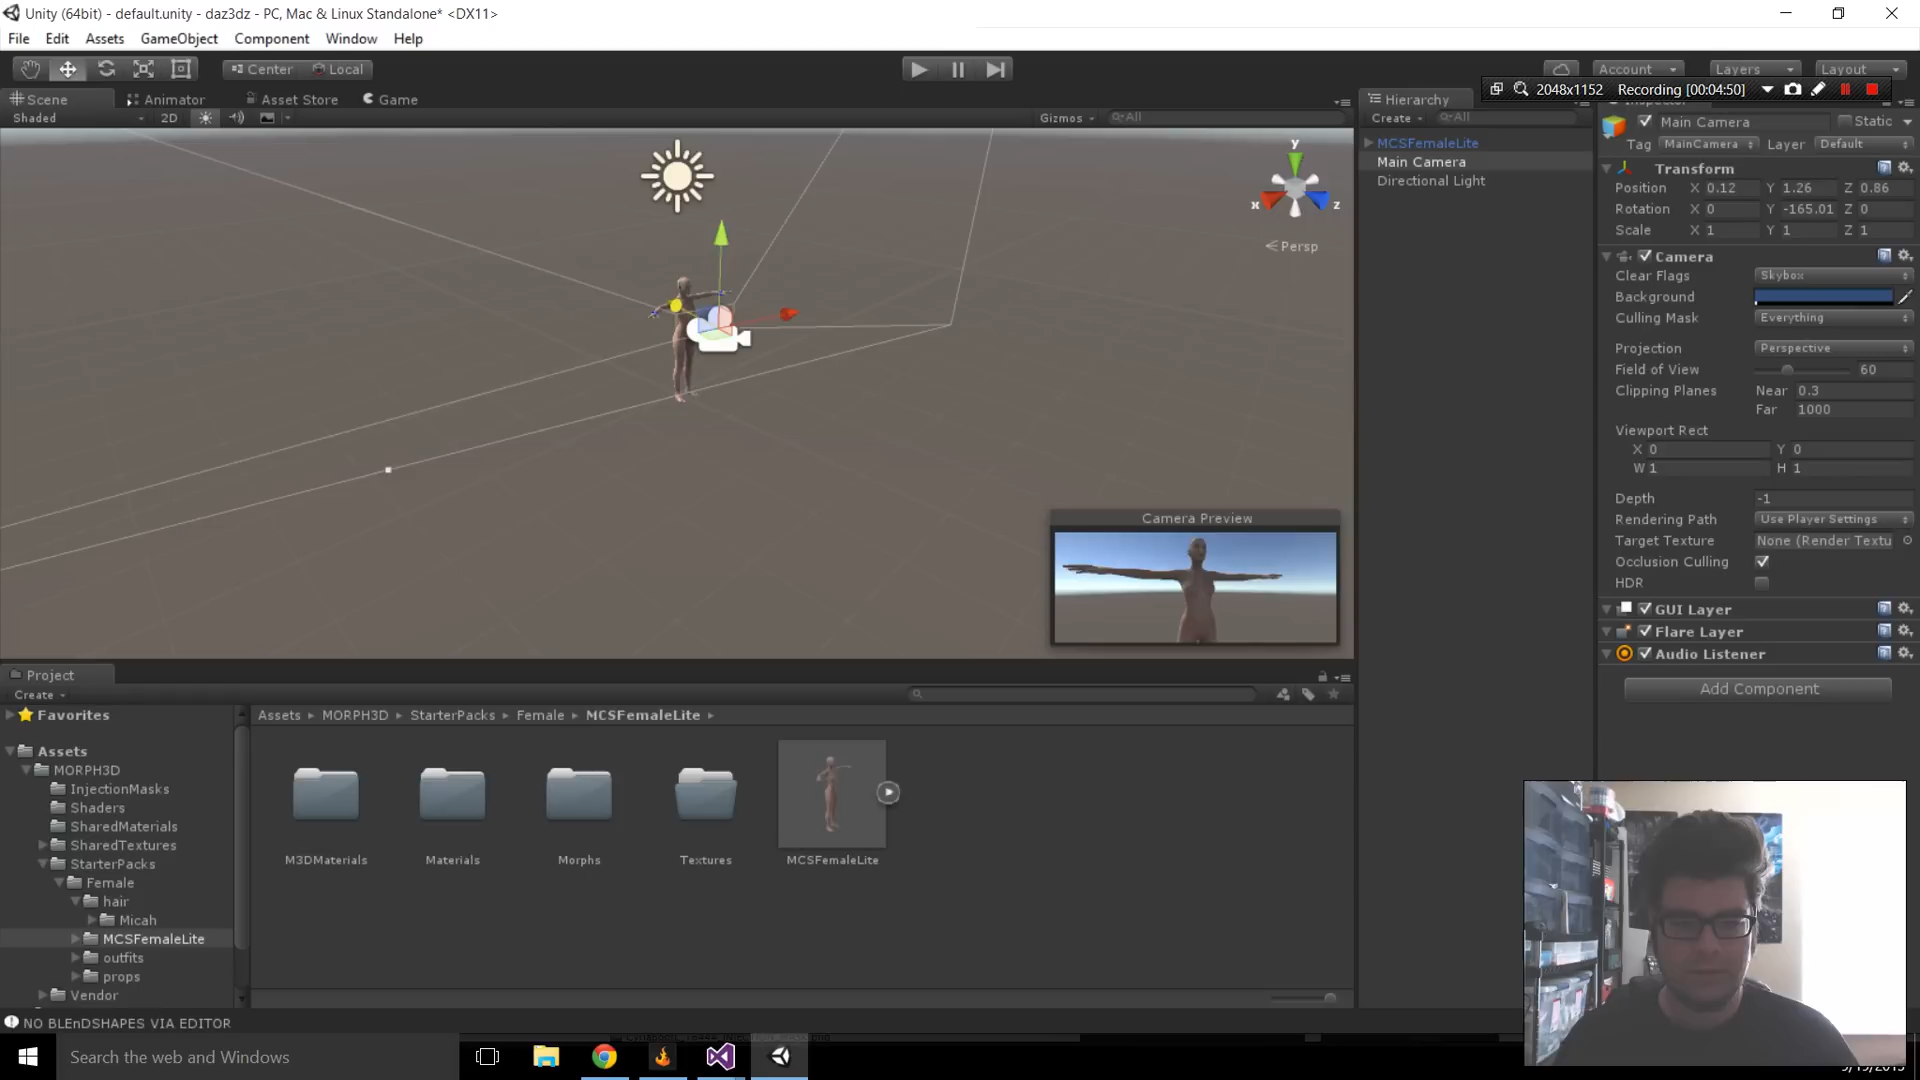 Unity (64bit) - default.unity - daz3dz - PC, Mac & Linux Standalone* <DX11>
File Edit Assets GameObject Component Window Help
Center Local
Account Layers Layout
2048x1152 Recording [00:04:50]
Scene Animator Asset Store Game
Shaded 2D Gizmos All
y
x z
Persp
Camera Preview
Hierarchy
Create All
MCSFemaleLite
Main Camera
Directional Light
Inspector
Main Camera Static
Tag MainCamera Layer Default
Transform
Position X 0.12 Y 1.26 Z 0.86
Rotation X 0 Y -165.01 Z 0
Scale X 1 Y 1 Z 1
Camera
Clear Flags Skybox
Background
Culling Mask Everything
Projection Perspective
Field of View 60
Clipping Planes Near 0.3
Far 1000
Viewport Rect
X 0 Y 0
W 1 H 1
Depth -1
Rendering Path Use Player Settings
Target Texture None (Render Textu
Occlusion Culling
HDR
GUI Layer
Flare Layer
Audio Listener
Add Component
Project
Create
Favorites
Assets
MORPH3D
InjectionMasks
Shaders
SharedMaterials
SharedTextures
StarterPacks
Female
hair
Micah
MCSFemaleLite
outfits
props
Vendor
Assets MORPH3D StarterPacks Female MCSFemaleLite
M3DMaterials Materials Morphs Textures MCSFemaleLite
NO BLEnDSHAPES VIA EDITOR
Search the web and Windows